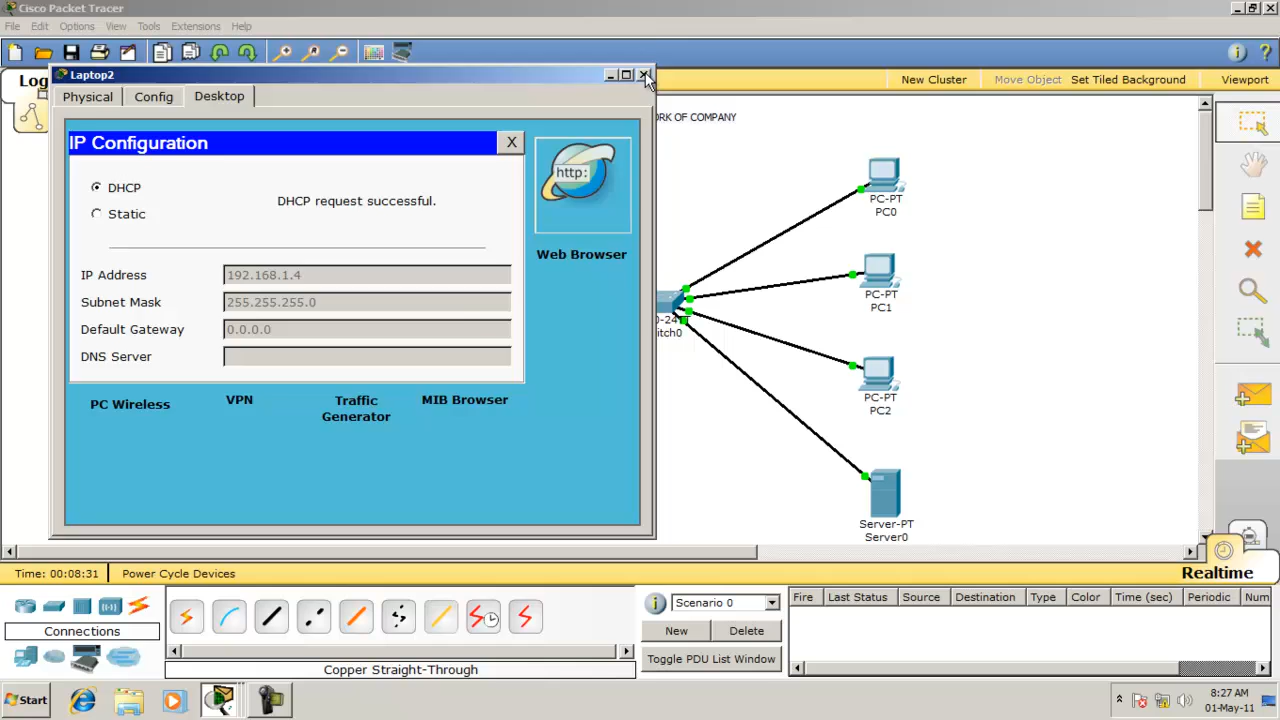 Cisco Packet Tracer
File Edit Options View Tools Extensions Help
Log
New Cluster Move Object Set Tiled Background Viewport
Laptop2
Physical Config Desktop
IP Configuration X
DHCP
Static
DHCP request successful.
IP Address 192.168.1.4
Subnet Mask 255.255.255.0
Default Gateway 0.0.0.0
DNS Server
http:
Web Browser
PC Wireless
VPN
Traffic
Generator
MIB Browser
RK OF COMPANY
PC-PT
PC0
PC-PT
PC1
0-24
itch0
PC-PT
PC2
Server-PT
Server0
Time: 00:08:31 Power Cycle Devices
Realtime
Connections
Copper Straight-Through
Scenario 0
New Delete
Toggle PDU List Window
Fire Last Status Source Destination Type Color Time (sec) Periodic Num
Start
8:27 AM
01-May-11